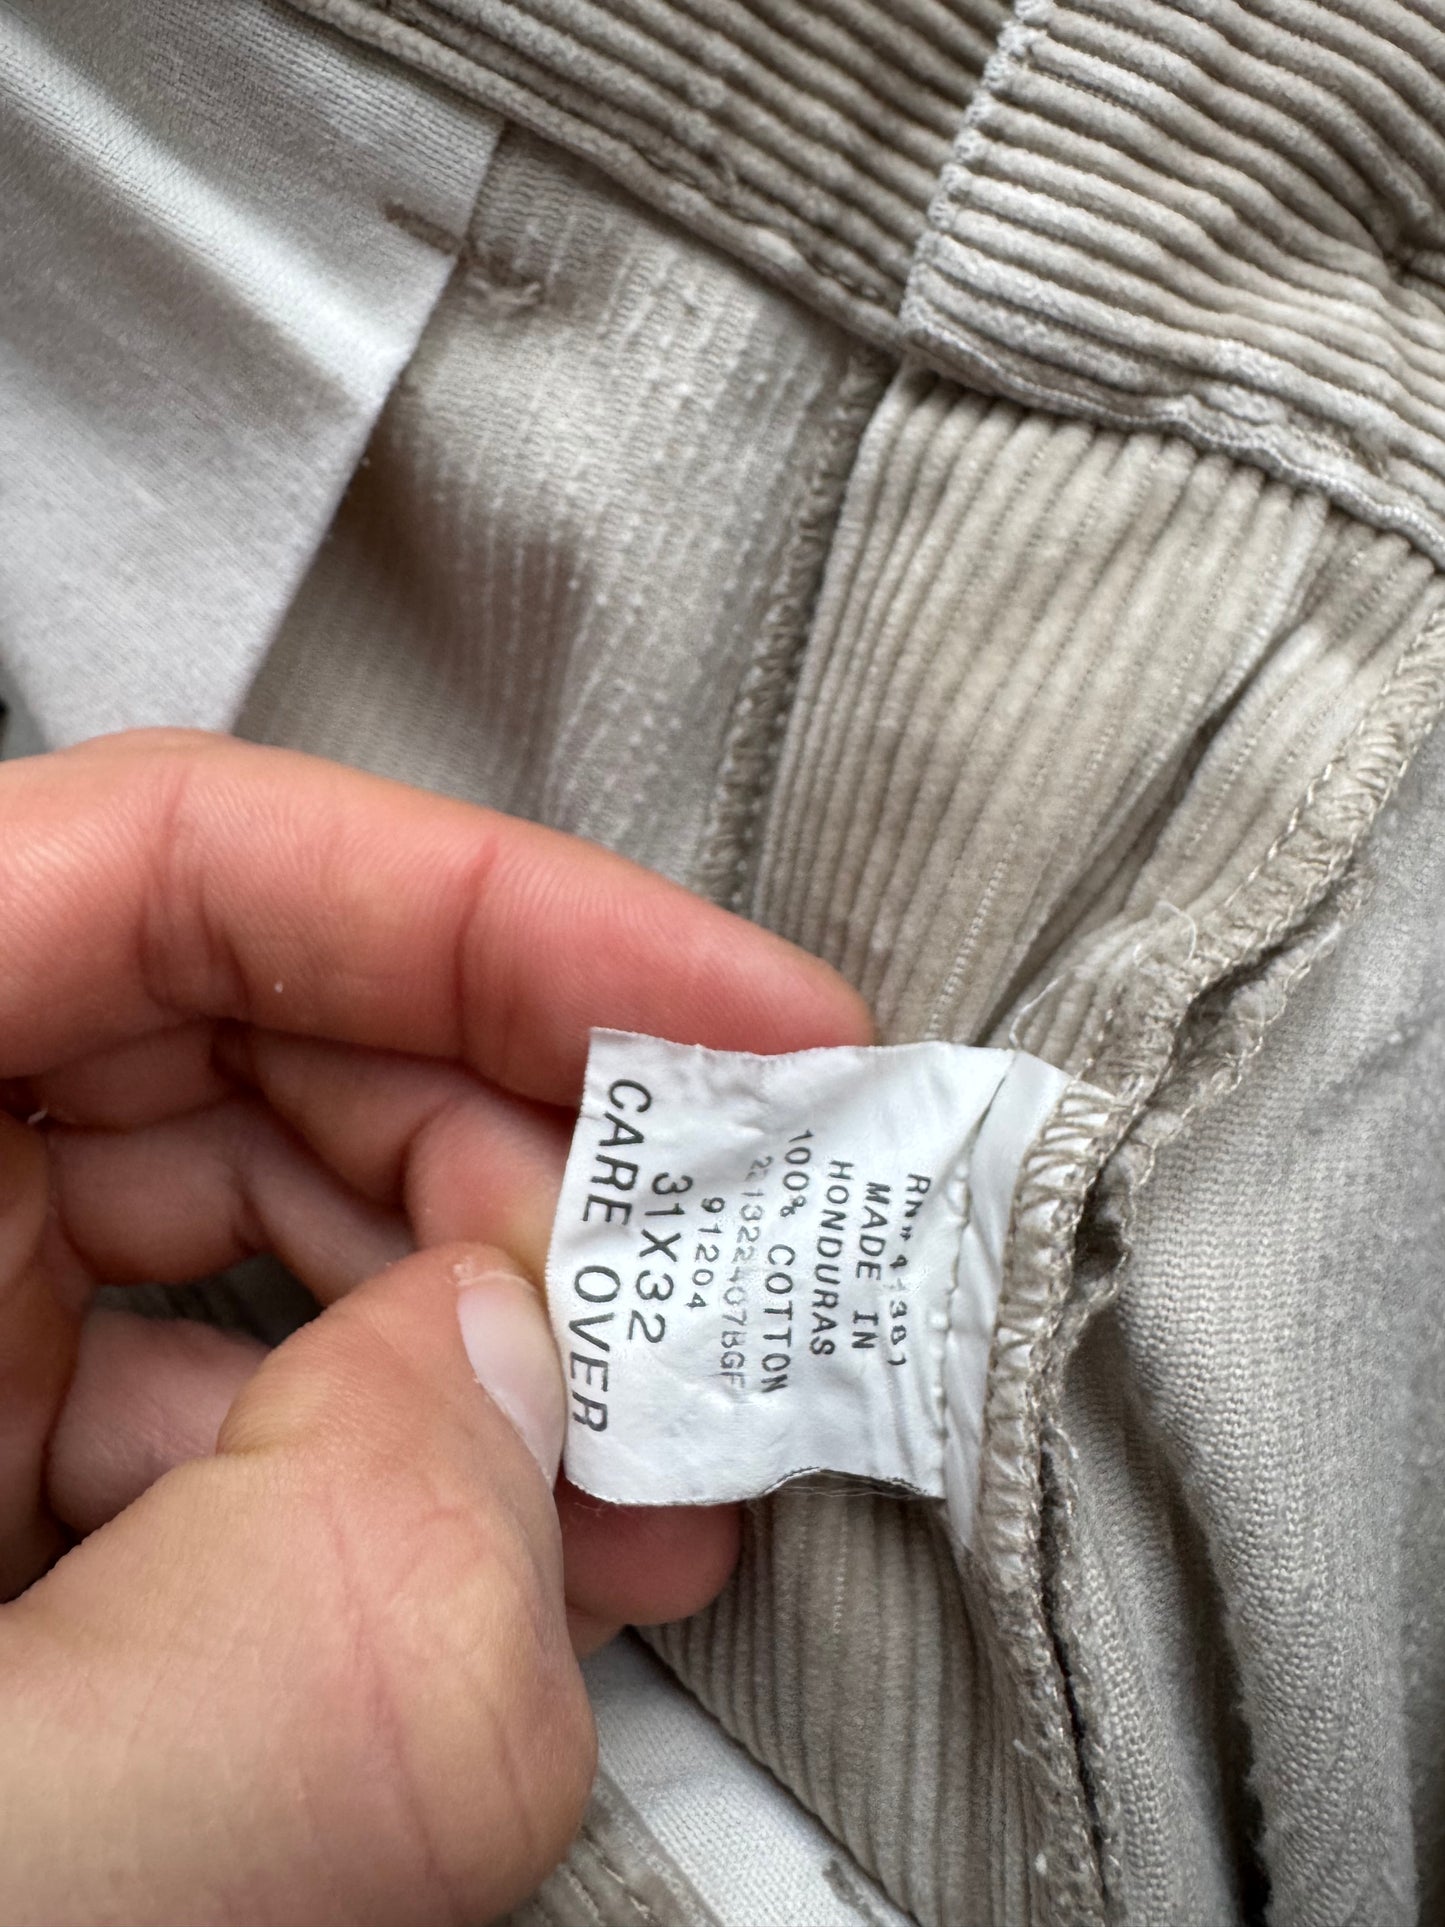 MADE IN
HONDURAS
100% COTTON
91204
31X32
CARE OVER